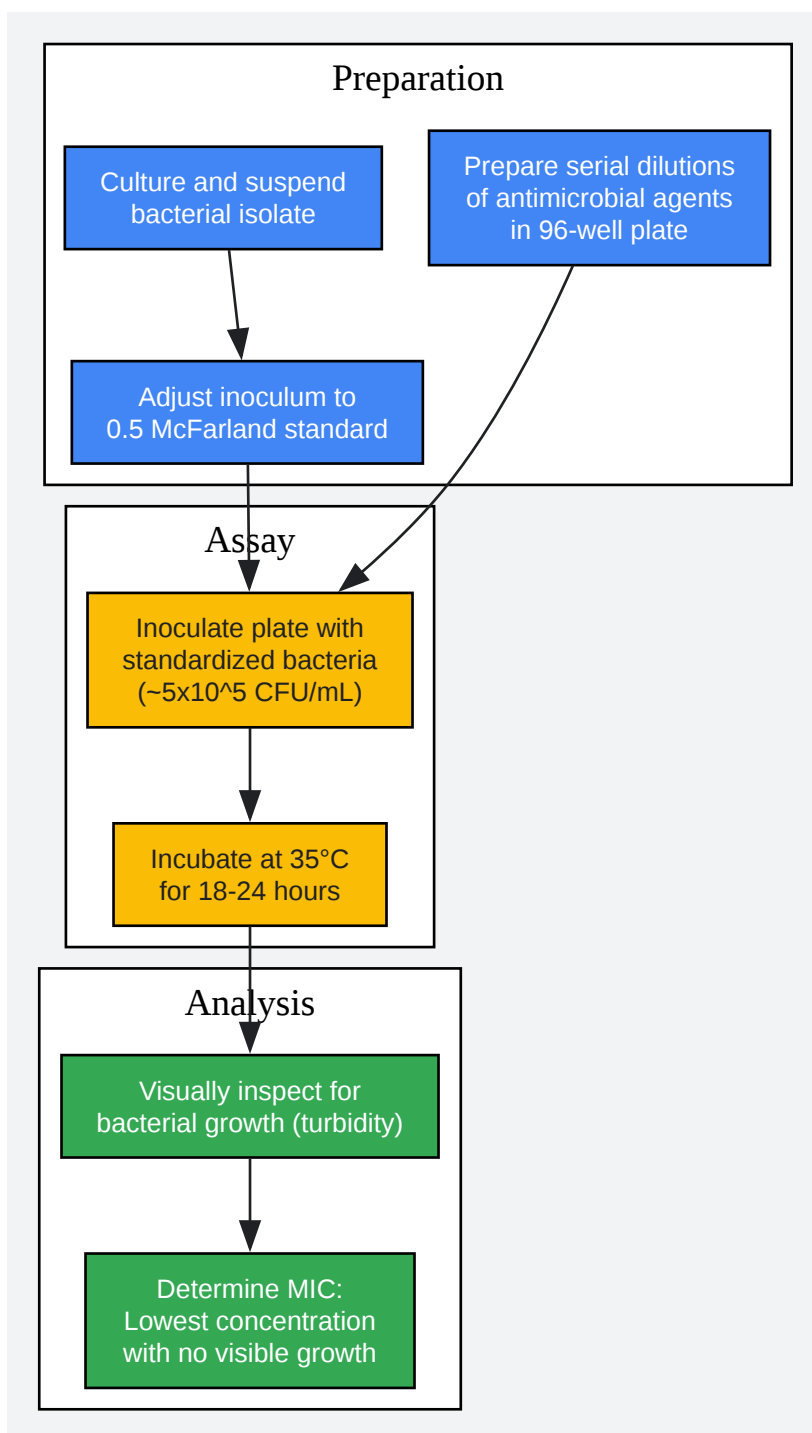 Preparation
Culture and suspend
bacterial isolate
Prepare serial dilutions
of antimicrobial agents
in 96-well plate
Adjust inoculum to
0.5 McFarland standard
Assay
Inoculate plate with
standardized bacteria
(~5x10^5 CFU/mL)
Incubate at 35°C
for 18-24 hours
Analysis
Visually inspect for
bacterial growth (turbidity)
Determine MIC:
Lowest concentration
with no visible growth